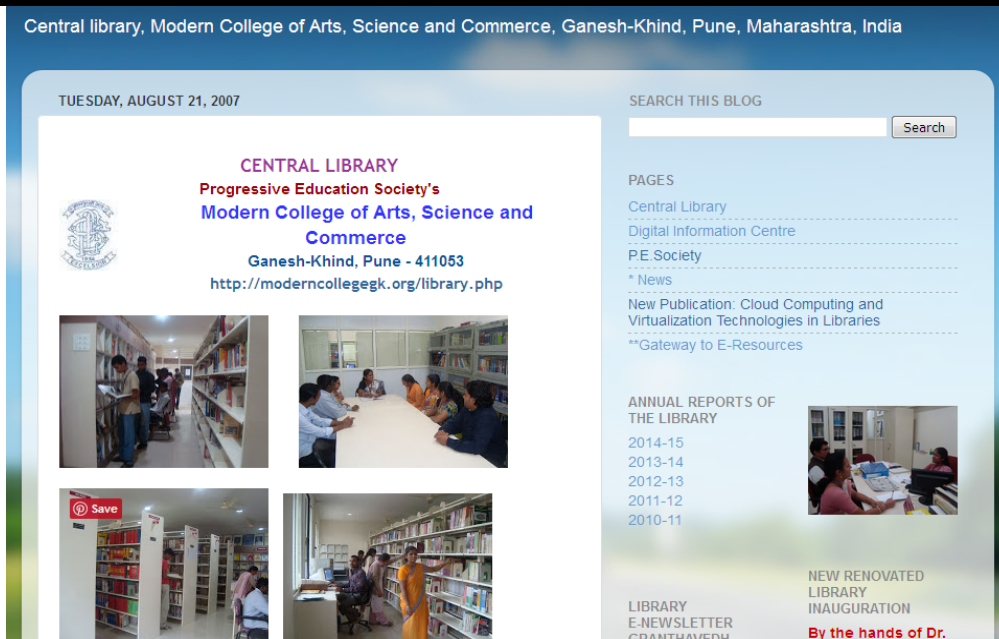 Central library, Modern College of Arts, Science and Commerce, Ganesh-Khind, Pune, Maharashtra, India
TUESDAY, AUGUST 21, 2007
CENTRAL LIBRARY
Progressive Education Society's
Modern College of Arts, Science and
Commerce
Ganesh-Khind, Pune - 411053
http://moderncollegegk.org/library.php
EXCELSIOR
Save
SEARCH THIS BLOG
Search
PAGES
Central Library
Digital Information Centre
P.E.Society
* News
New Publication: Cloud Computing and
Virtualization Technologies in Libraries
**Gateway to E-Resources
ANNUAL REPORTS OF
THE LIBRARY
2014-15
2013-14
2012-13
2011-12
2010-11
LIBRARY
E-NEWSLETTER
GRANTHAVEDH
NEW RENOVATED
LIBRARY
INAUGURATION
By the hands of Dr.